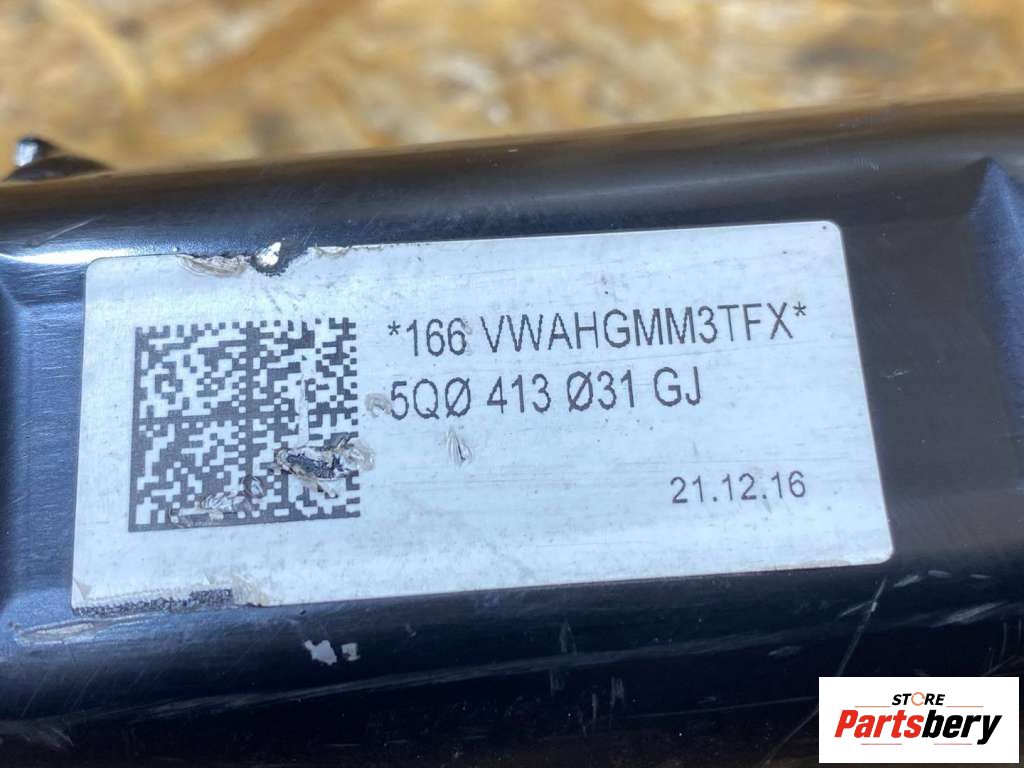 *166 VWAHGMM3TFX*
5QØ 413 Ø31 GJ
21.12.16
STORE
Partsbery